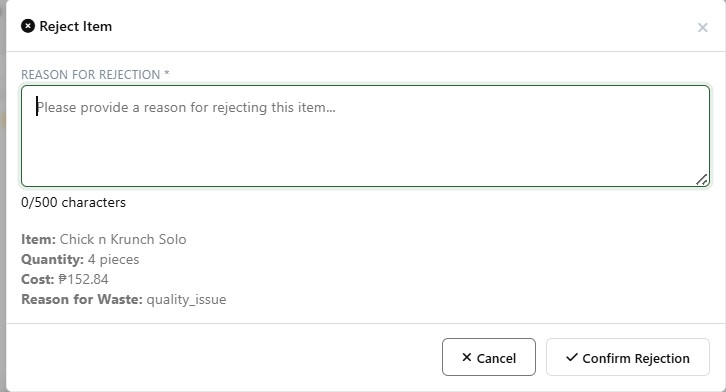 Reject Item
REASON FOR REJECTION *
Please provide a reason for rejecting this item...
0/500 characters
Item: Chick n Krunch Solo
Quantity: 4 pieces
Cost: ₱152.84
Reason for Waste: quality_issue
Cancel
Confirm Rejection